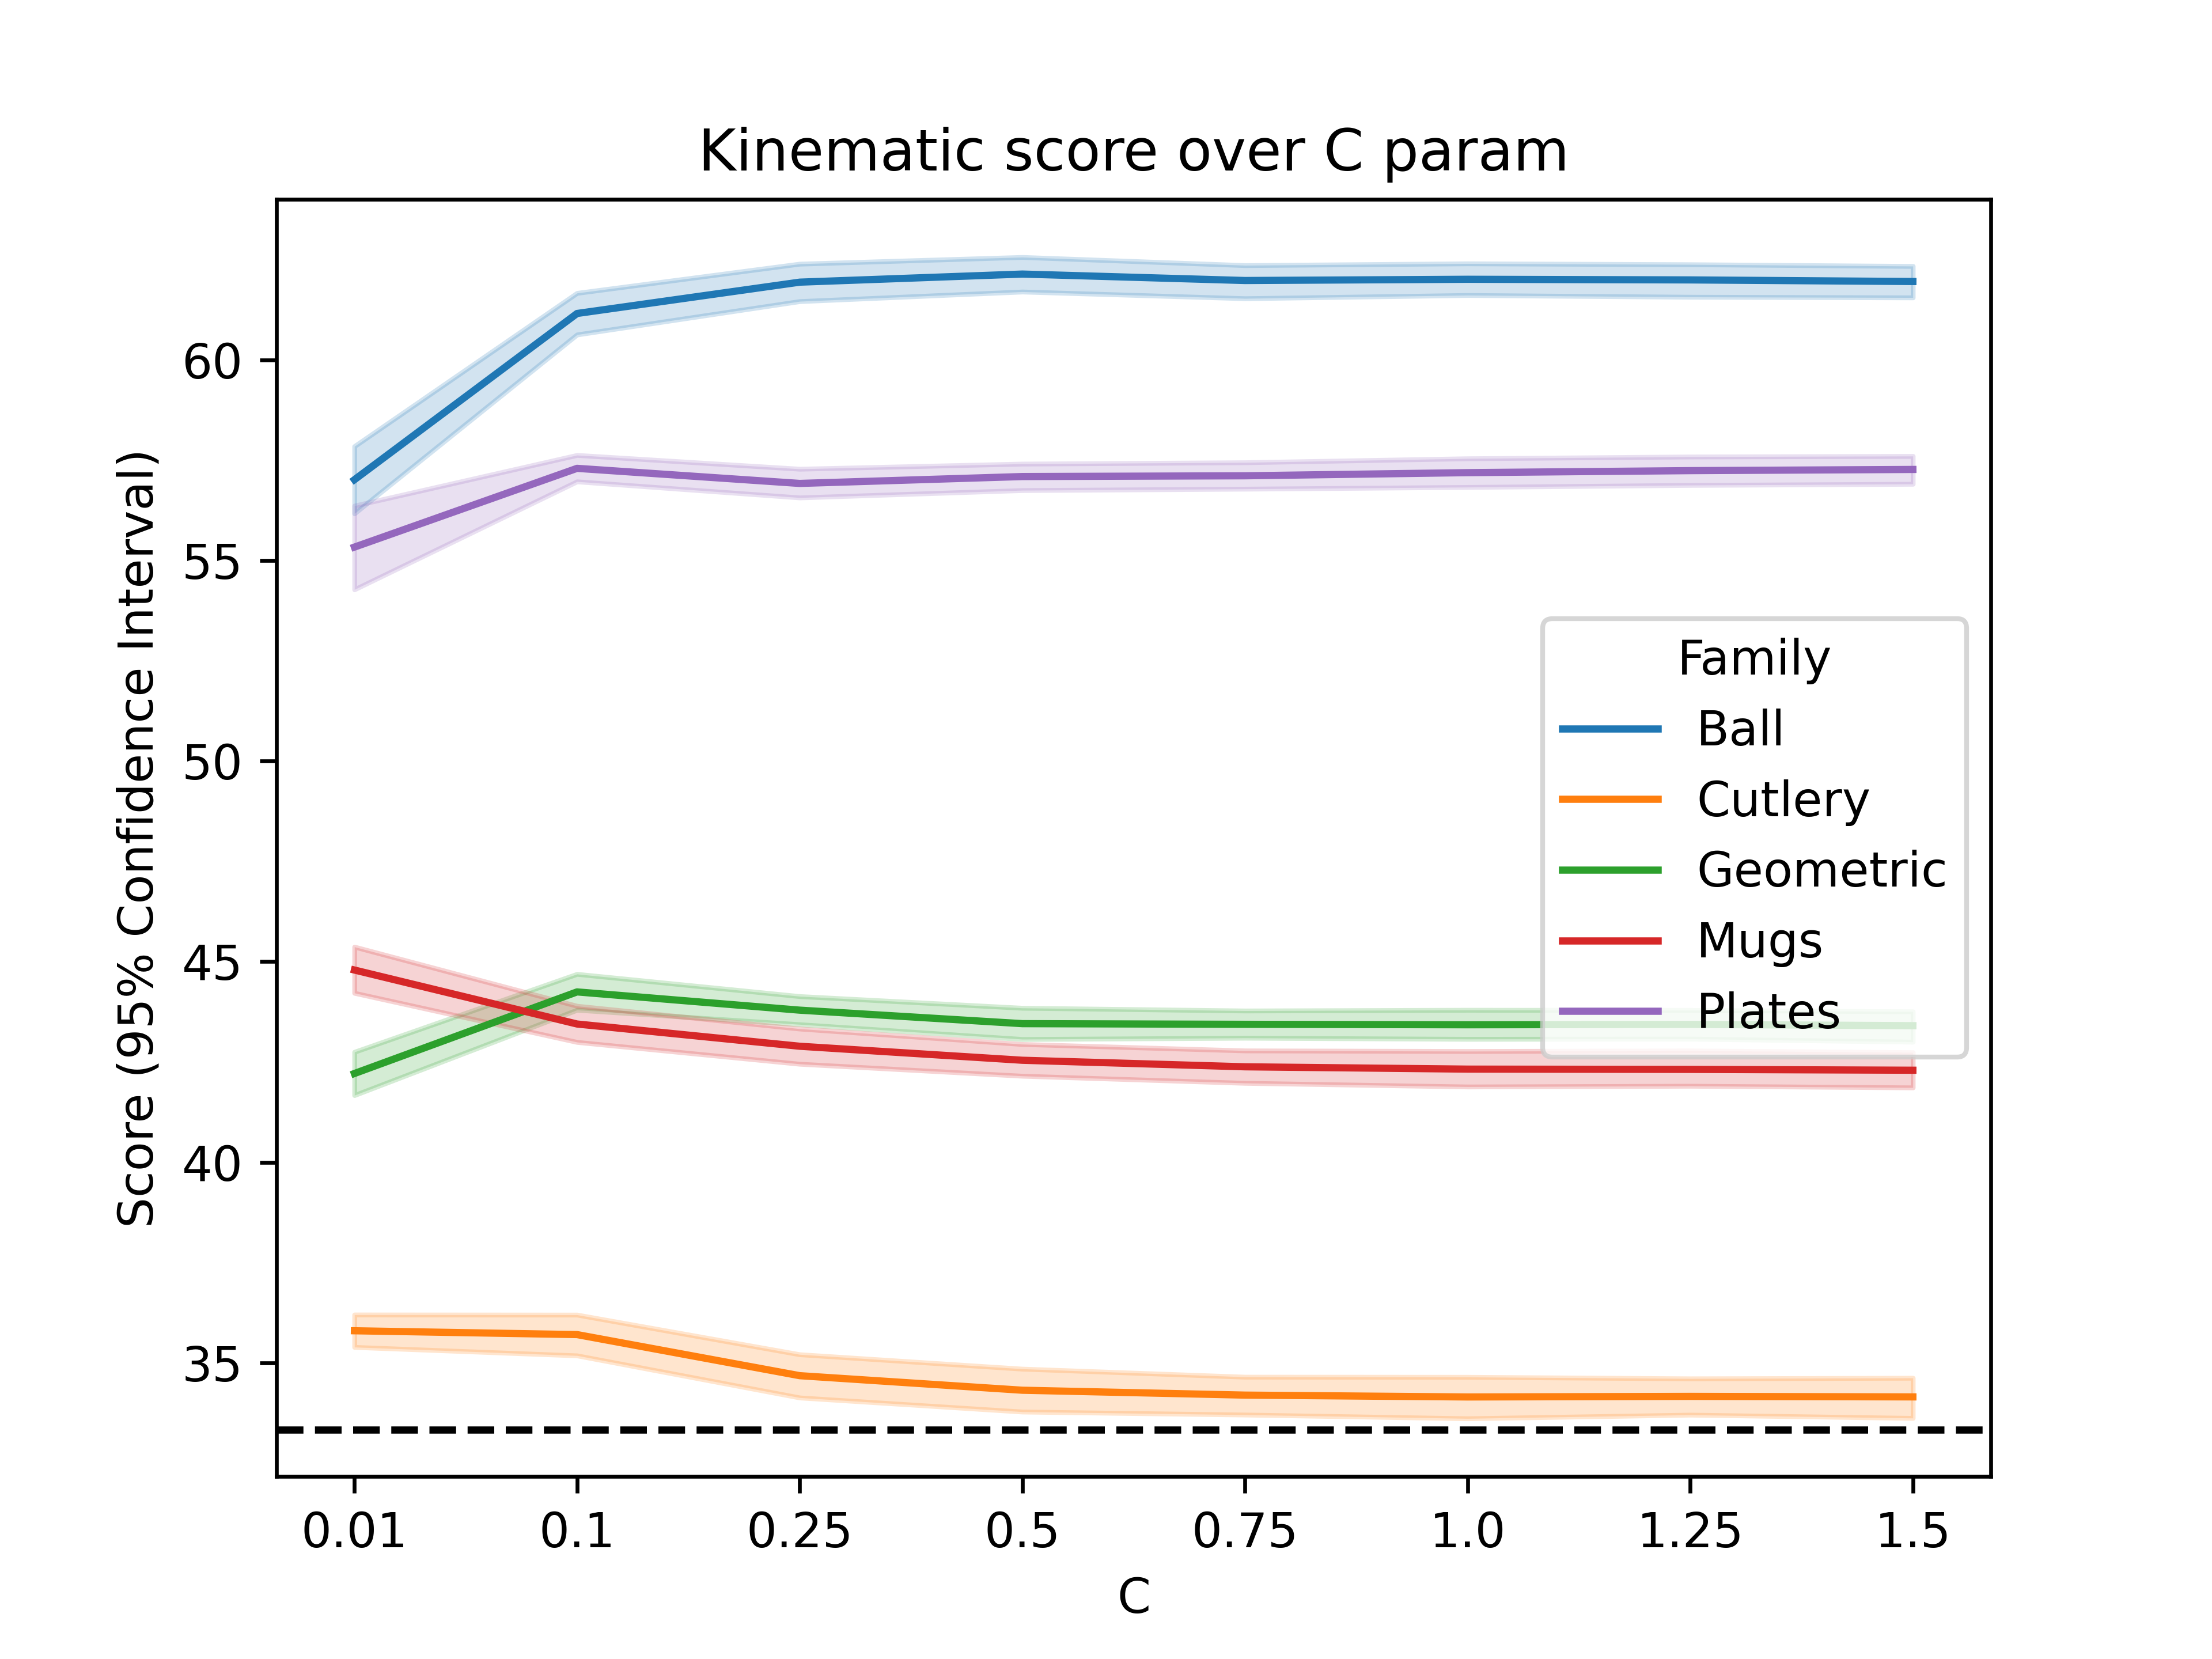 Kinematic score over C param
Score (95% Confidence Interval)
60
55
50
45
40
35
Family
Ball
Cutlery
Geometric
Mugs
Plates
0.01 0.1 0.25 0.5 0.75 1.0 1.25 1.5
C